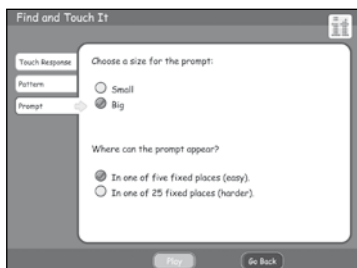 Find and Touch It
it
Touch Response
Pattern
Prompt
Choose a size for the prompt:
Small
Big
Where can the prompt appear?
In one of five fixed places (easy).
In one of 25 fixed places (harder).
Play
Go Back